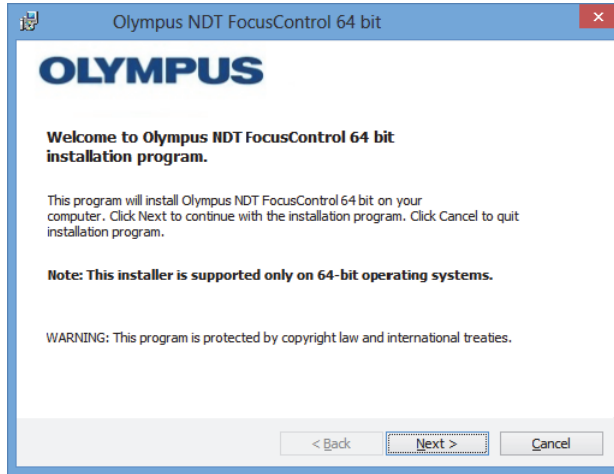 Olympus NDT FocusControl 64 bit
OLYMPUS
Welcome to Olympus NDT FocusControl 64 bit
installation program.
This program will install Olympus NDT FocusControl 64 bit on your
computer. Click Next to continue with the installation program. Click Cancel to quit
installation program.
Note: This installer is supported only on 64-bit operating systems.
WARNING: This program is protected by copyright law and international treaties.
< Back Next > Cancel